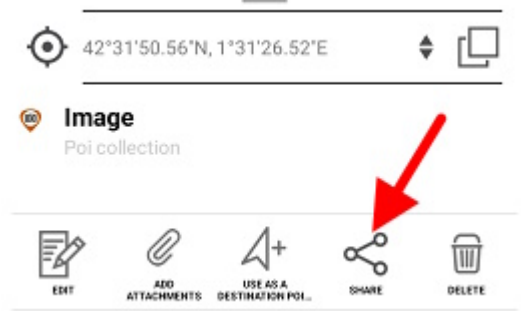 42°31'50.56"N, 1°31'26.52"E
Image
Poi collection
EDIT
ADD
ATTACHMENTS
USE AS A
DESTINATION POI...
SHARE
DELETE